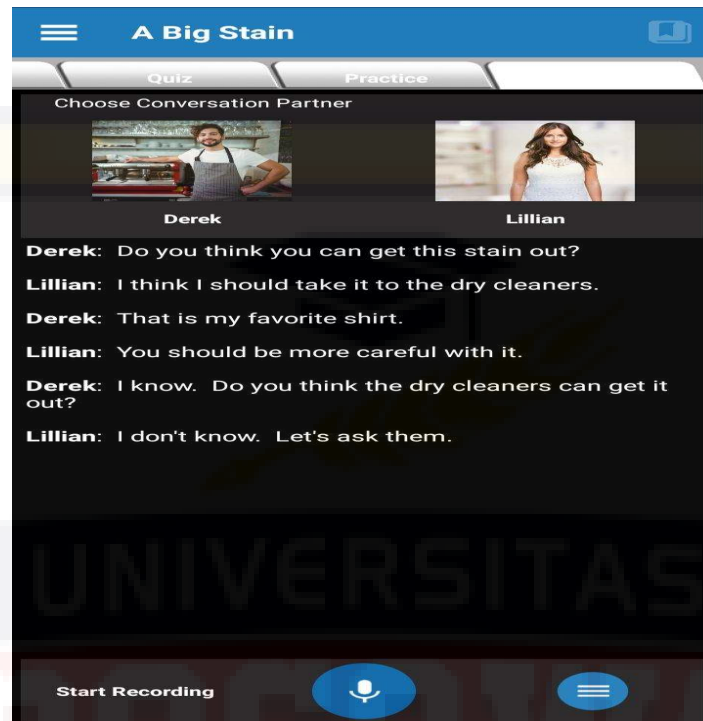 A Big Stain
Quiz Practice
Choose Conversation Partner
Derek Lillian
Derek: Do you think you can get this stain out?
Lillian: I think I should take it to the dry cleaners.
Derek: That is my favorite shirt.
Lillian: You should be more careful with it.
Derek: I know. Do you think the dry cleaners can get it
out?
Lillian: I don't know. Let's ask them.
UNIVERSITAS
Start Recording